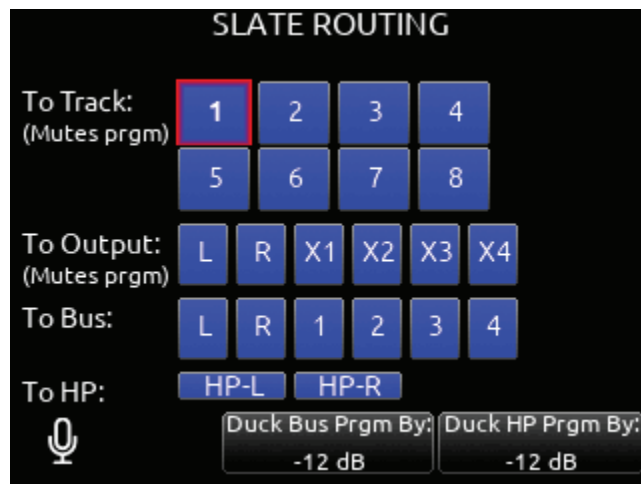 SLATE ROUTING
To Track:
(Mutes prgm)
1 2 3 4
5 6 7 8
To Output:
(Mutes prgm)
L R X1 X2 X3 X4
To Bus:
L R 1 2 3 4
To HP:
HP-L HP-R
Duck Bus Prgm By: Duck HP Prgm By:
-12 dB -12 dB